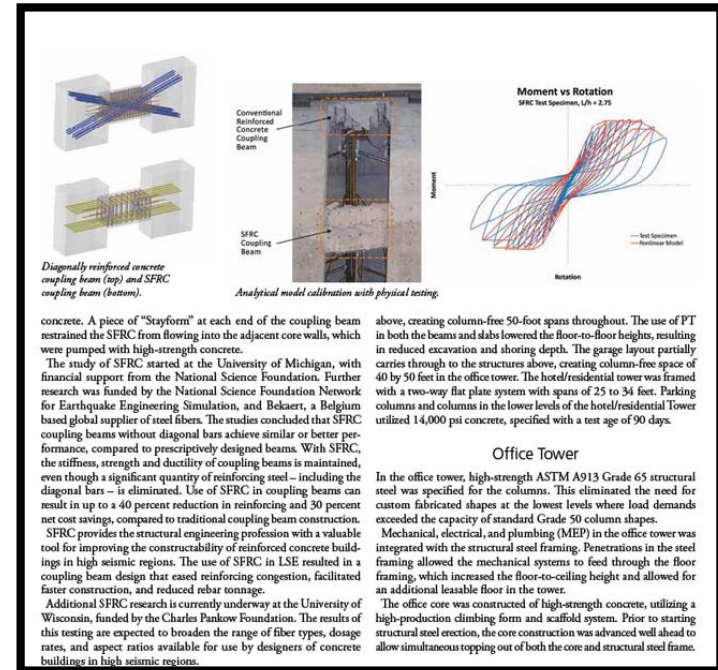 Conventional
Reinforced
Concrete
Coupling
Beam
SFRC
Coupling
Beam
Moment vs Rotation
SFRC Test Specimen, L/h = 2.75
Moment
Test Specimen
Nonlinear Model
Rotation
Diagonally reinforced concrete
coupling beam (top) and SFRC
coupling beam (bottom).
Analytical model calibration with physical testing.
concrete. A piece of “Stayform” at each end of the coupling beam
restrained the SFRC from flowing into the adjacent core walls, which
were pumped with high-strength concrete.
The study of SFRC started at the University of Michigan, with
financial support from the National Science Foundation. Further
research was funded by the National Science Foundation Network
for Earthquake Engineering Simulation, and Bekaert, a Belgium
based global supplier of steel fibers. The studies concluded that SFRC
coupling beams without diagonal bars achieve similar or better per-
formance, compared to prescriptively designed beams. With SFRC,
the stiffness, strength and ductility of coupling beams is maintained,
even though a significant quantity of reinforcing steel – including the
diagonal bars – is eliminated. Use of SFRC in coupling beams can
result in up to a 40 percent reduction in reinforcing and 30 percent
net cost savings, compared to traditional coupling beam construction.
SFRC provides the structural engineering profession with a valuable
tool for improving the constructability of reinforced concrete build-
ings in high seismic regions. The use of SFRC in LSE resulted in a
coupling beam design that eased reinforcing congestion, facilitated
faster construction, and reduced rebar tonnage.
Additional SFRC research is currently underway at the University of
Wisconsin, funded by the Charles Pankow Foundation. The results of
this testing are expected to broaden the range of fiber types, dosage
rates, and aspect ratios available for use by designers of concrete
buildings in high seismic regions.
above, creating column-free 50-foot spans throughout. The use of PT
in both the beams and slabs lowered the floor-to-floor heights, resulting
in reduced excavation and shoring depth. The garage layout partially
carries through to the structures above, creating column-free space of
40 by 50 feet in the office tower. The hotel/residential tower was framed
with a two-way flat plate system with spans of 25 to 34 feet. Parking
columns and columns in the lower levels of the hotel/residential Tower
utilized 14,000 psi concrete, specified with a test age of 90 days.
Office Tower
In the office tower, high-strength ASTM A913 Grade 65 structural
steel was specified for the columns. This eliminated the need for
custom fabricated shapes at the lowest levels where load demands
exceeded the capacity of standard Grade 50 column shapes.
Mechanical, electrical, and plumbing (MEP) in the office tower was
integrated with the structural steel framing. Penetrations in the steel
framing allowed the mechanical systems to feed through the floor
framing, which increased the floor-to-ceiling height and allowed for
an additional leasable floor in the tower.
The office core was constructed of high-strength concrete, utilizing a
high-production climbing form and scaffold system. Prior to starting
structural steel erection, the core construction was advanced well ahead to
allow simultaneous topping out of both the core and structural steel frame.